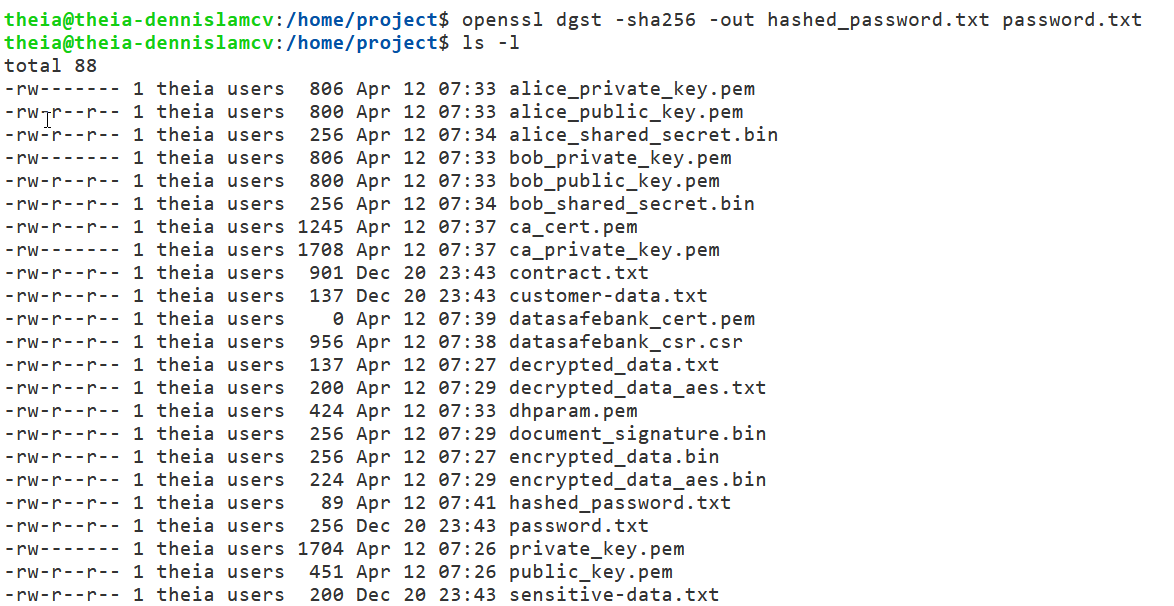 theia@theia-dennislamcv:/home/project$ openssl dgst -sha256 -out hashed_password.txt password.txt
theia@theia-dennislamcv:/home/project$ ls -l
total 88
-rw------- 1 theia users  806 Apr 12 07:33 alice_private_key.pem
-rw-r--r-- 1 theia users  800 Apr 12 07:33 alice_public_key.pem
-rw-r--r-- 1 theia users  256 Apr 12 07:34 alice_shared_secret.bin
-rw------- 1 theia users  806 Apr 12 07:33 bob_private_key.pem
-rw-r--r-- 1 theia users  800 Apr 12 07:33 bob_public_key.pem
-rw-r--r-- 1 theia users  256 Apr 12 07:34 bob_shared_secret.bin
-rw-r--r-- 1 theia users 1245 Apr 12 07:37 ca_cert.pem
-rw------- 1 theia users 1708 Apr 12 07:37 ca_private_key.pem
-rw-r--r-- 1 theia users  901 Dec 20 23:43 contract.txt
-rw-r--r-- 1 theia users  137 Dec 20 23:43 customer-data.txt
-rw-r--r-- 1 theia users    0 Apr 12 07:39 datasafebank_cert.pem
-rw-r--r-- 1 theia users  956 Apr 12 07:38 datasafebank_csr.csr
-rw-r--r-- 1 theia users  137 Apr 12 07:27 decrypted_data.txt
-rw-r--r-- 1 theia users  200 Apr 12 07:29 decrypted_data_aes.txt
-rw-r--r-- 1 theia users  424 Apr 12 07:33 dhparam.pem
-rw-r--r-- 1 theia users  256 Apr 12 07:29 document_signature.bin
-rw-r--r-- 1 theia users  256 Apr 12 07:27 encrypted_data.bin
-rw-r--r-- 1 theia users  224 Apr 12 07:29 encrypted_data_aes.bin
-rw-r--r-- 1 theia users   89 Apr 12 07:41 hashed_password.txt
-rw-r--r-- 1 theia users  256 Dec 20 23:43 password.txt
-rw------- 1 theia users 1704 Apr 12 07:26 private_key.pem
-rw-r--r-- 1 theia users  451 Apr 12 07:26 public_key.pem
-rw-r--r-- 1 theia users  200 Dec 20 23:43 sensitive-data.txt